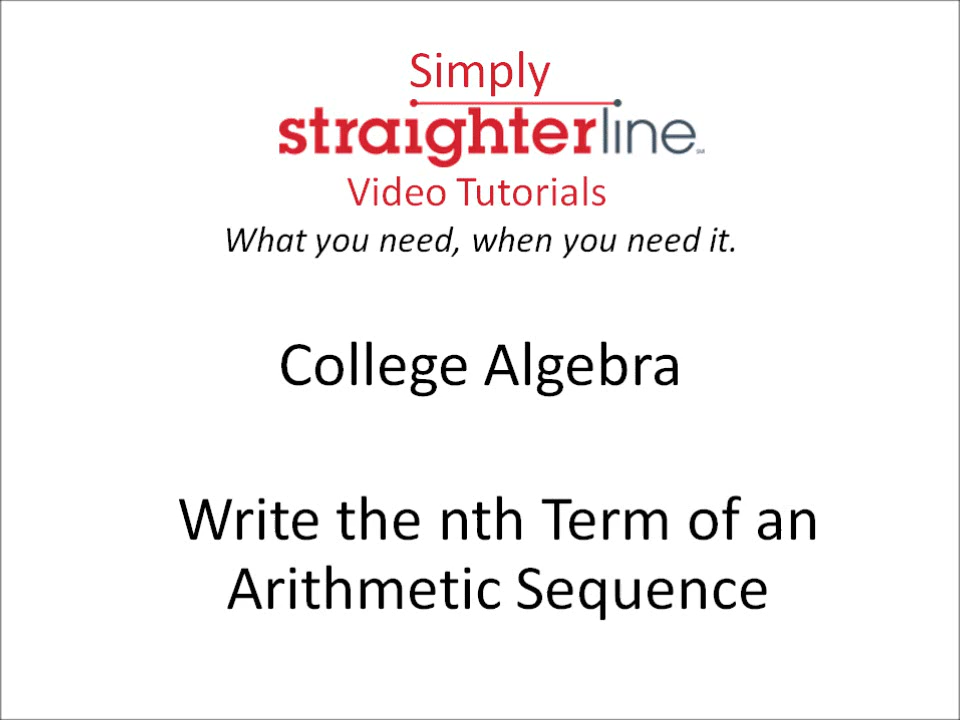 Simply
straighterline
Video Tutorials
What you need, when you need it.
College Algebra
Write the nth Term of an
Arithmetic Sequence